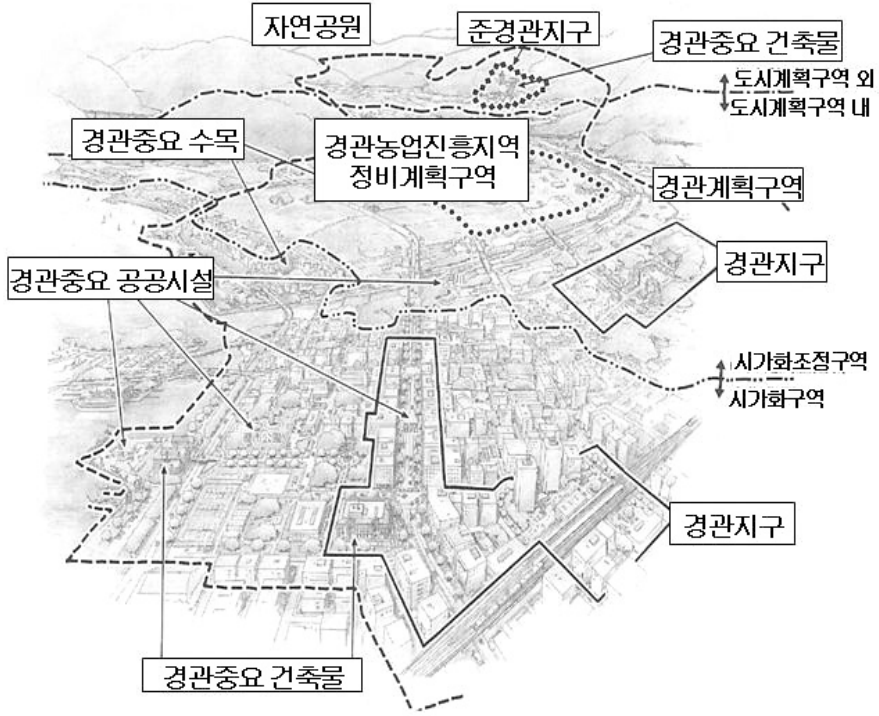 자연공원
준경관지구
경관중요 건축물
도시계획구역 외
도시계획구역 내
경관중요 수목
경관농업진흥지역
정비계획구역
경관계획구역
경관지구
경관중요 공공시설
시가화조정구역
시가화구역
경관지구
경관중요 건축물